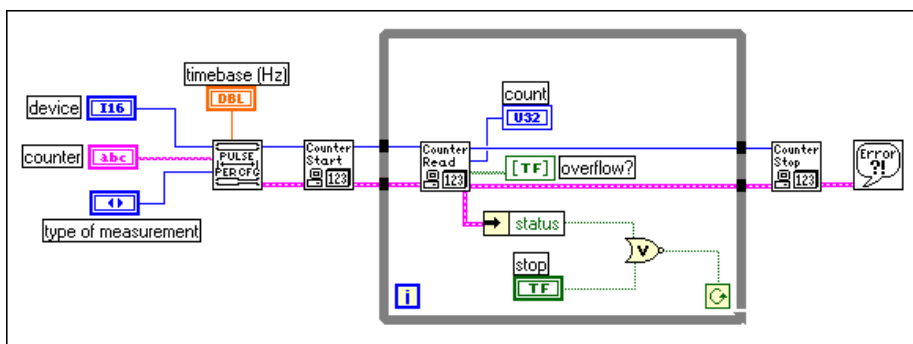 timebase (Hz)
DBL
device
I16
counter
abc
type of measurement
PULSE
PER CFG
Counter
Start
123
Counter
Read
123
count
U32
[TF]
overflow?
status
stop
TF
V
i
Counter
Stop
123
Error
?!